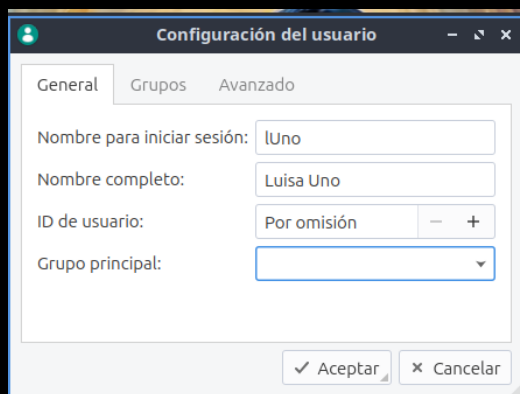 Configuración del usuario
General Grupos Avanzado
Nombre para iniciar sesión: lUno
Nombre completo: Luisa Uno
ID de usuario: Por omisión
Grupo principal:
Aceptar Cancelar